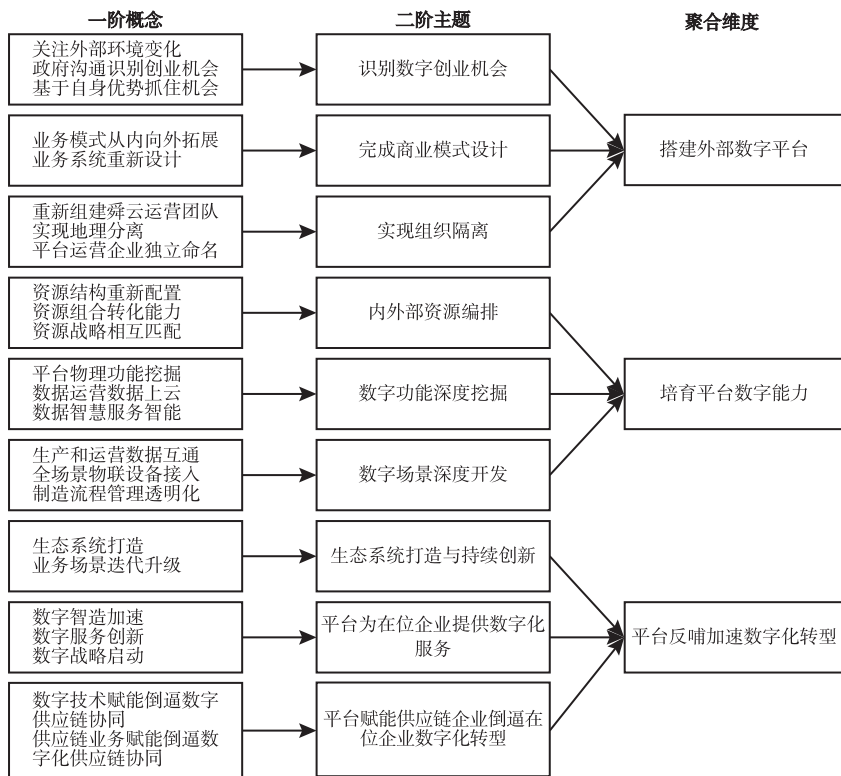 一阶概念
二阶主题
聚合维度
关注外部环境变化
政府沟通识别创业机会
基于自身优势抓住机会
识别数字创业机会
业务模式从内向外拓展
业务系统重新设计
完成商业模式设计
搭建外部数字平台
重新组建舜云运营团队
实现地理分离
平台运营企业独立命名
实现组织隔离
资源结构重新配置
资源组合转化能力
资源战略相互匹配
内外部资源编排
平台物理功能挖掘
数据运营数据上云
数据智慧服务智能
数字功能深度挖掘
培育平台数字能力
生产和运营数据互通
全场景物联设备接入
制造流程管理透明化
数字场景深度开发
生态系统打造
业务场景迭代升级
生态系统打造与持续创新
数字智造加速
数字服务创新
数字战略启动
平台为在位企业提供数字化
服务
平台反哺加速数字化转型
数字技术赋能倒逼数字
供应链协同
供应链业务赋能倒逼数
字化供应链协同
平台赋能供应链企业倒逼在
位企业数字化转型